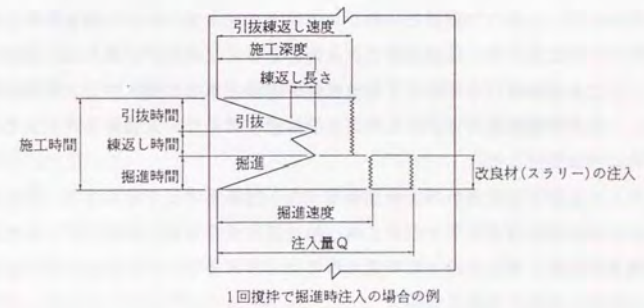 引抜練返し速度
施工深度
練返し長さ
引抜時間
引抜
施工時間
練返し時間
掘進
掘進時間
改良材(スラリー)の注入
掘進速度
注入量Q
1回撹拌で掘進時注入の場合の例